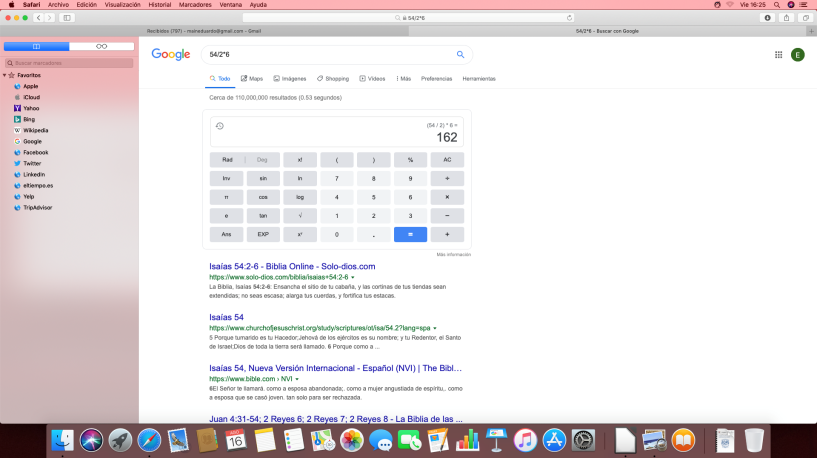 Safari Archivo Edición Visualización Historial Marcadores Ventana Ayuda
Vie 16:25
54/2*6
Recibidos (797) - maineduardo@gmail.com - Gmail
54/2*6 - Buscar con Google
Buscar marcadores
Favoritos
Apple
iCloud
Yahoo
Bing
Wikipedia
Google
Facebook
Twitter
LinkedIn
eltiempo.es
Yelp
TripAdvisor
Google
54/2*6
E
Todo Maps Imágenes Shopping Vídeos Más Preferencias Herramientas
Cerca de 110,000,000 resultados (0.53 segundos)
(54 / 2) * 6 =
162
Rad Deg x! ( ) % AC
Inv sin ln 7 8 9 ÷
π cos log 4 5 6 ×
e tan √ 1 2 3 −
Ans EXP xʸ 0 . = +
Más información
Isaías 54:2-6 - Biblia Online - Solo-dios.com
https://www.solo-dios.com/biblia/isaias+54:2-6
La Biblia, Isaías 54:2-6: Ensancha el sitio de tu cabaña, y las cortinas de tus tiendas sean
extendidas; no seas escasa; alarga tus cuerdas, y fortifica tus estacas.
Isaías 54
https://www.churchofjesuschrist.org/study/scriptures/ot/isa/54.2?lang=spa
5 Porque tumarido es tu Hacedor;Jehová de los ejércitos es su nombre; y tu Redentor, el Santo
de Israel;Dios de toda la tierra será llamado. 6 Porque como a ...
Isaías 54, Nueva Versión Internacional - Español (NVI) | The Bibl...
https://www.bible.com › NVI
6El Señor te llamará. como a esposa abandonada;. como a mujer angustiada de espíritu,. como
a esposa que se casó joven. tan solo para ser rechazada.
Juan 4:31-54; 2 Reyes 6; 2 Reyes 7; 2 Reyes 8 - La Biblia de las ...
16